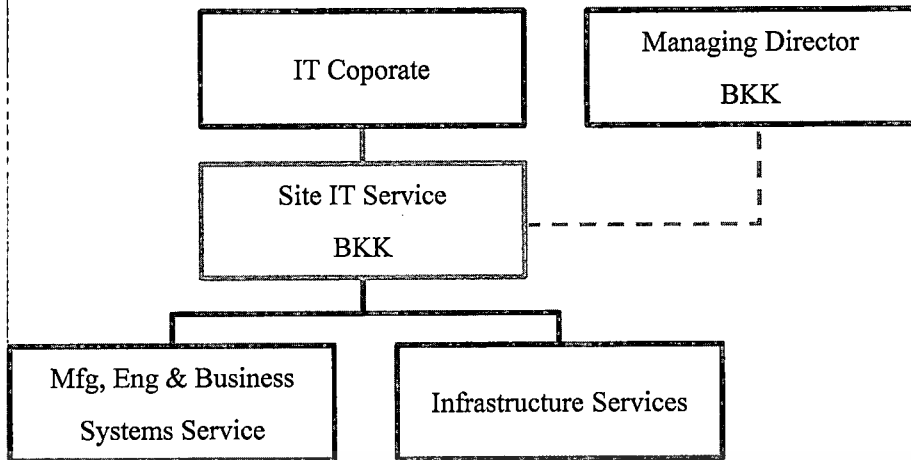 IT Coporate
Managing Director
BKK
Site IT Service
BKK
Mfg, Eng & Business
Systems Service
Infrastructure Services